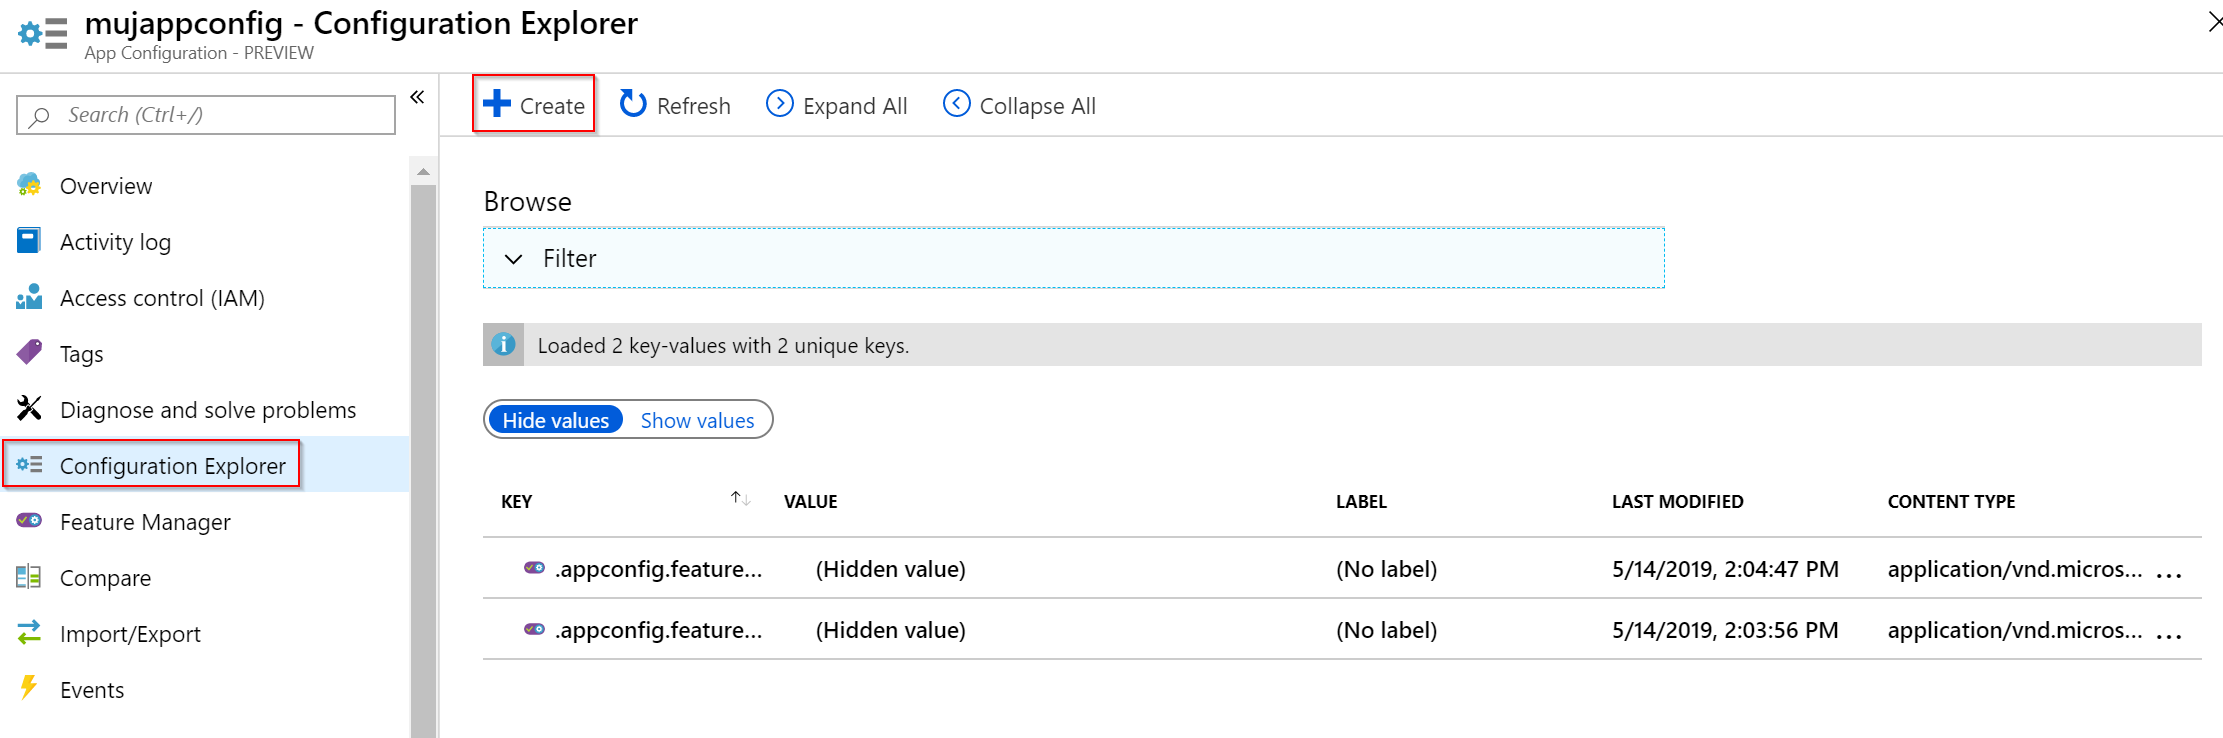 mujappconfig - Configuration Explorer
App Configuration - PREVIEW
Search (Ctrl+/)
Overview
Activity log
Access control (IAM)
Tags
Diagnose and solve problems
Configuration Explorer
Feature Manager
Compare
Import/Export
Events
Create Refresh Expand All Collapse All
Browse
Filter
Loaded 2 key-values with 2 unique keys.
Hide values Show values
KEY VALUE LABEL LAST MODIFIED CONTENT TYPE
.appconfig.feature... (Hidden value) (No label) 5/14/2019, 2:04:47 PM application/vnd.micros... ...
.appconfig.feature... (Hidden value) (No label) 5/14/2019, 2:03:56 PM application/vnd.micros... ...